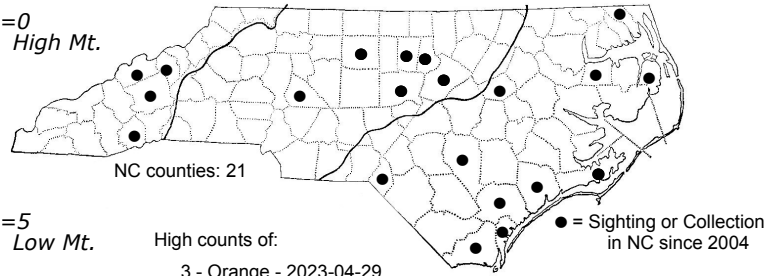 =0
High Mt.
NC counties: 21
=5
Low Mt.
High counts of:
3 - Orange - 2023-04-29
● = Sighting or Collection
in NC since 2004